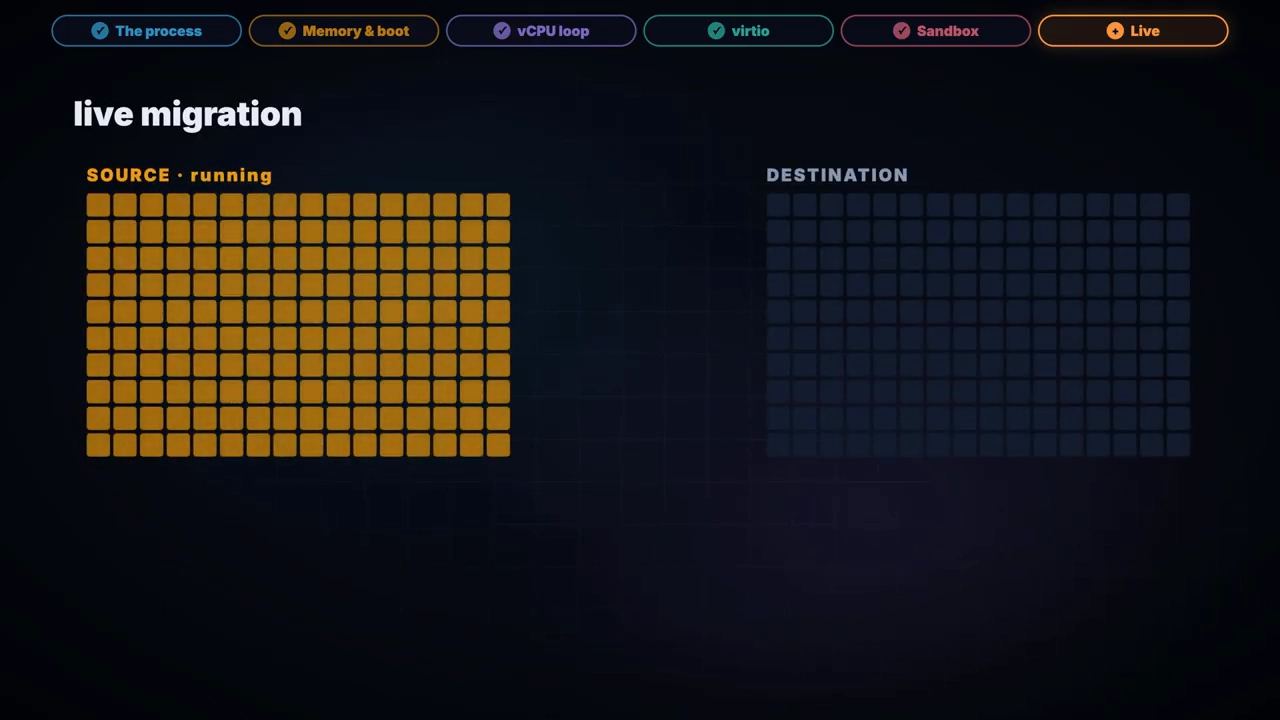 The process
Memory & boot
vCPU loop
virtio
Sandbox
Live
live migration
SOURCE · running
DESTINATION